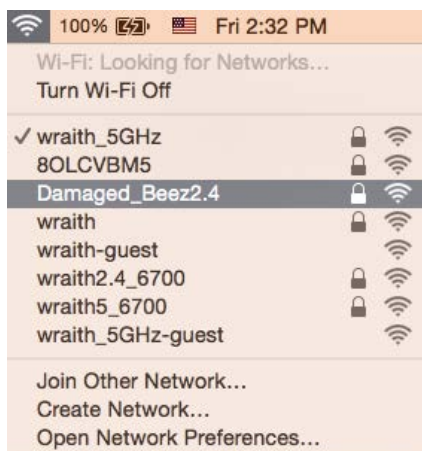 100% Fri 2:32 PM
Wi-Fi: Looking for Networks...
Turn Wi-Fi Off
wraith_5GHz
8OLCVBM5
Damaged_Beez2.4
wraith
wraith-guest
wraith2.4_6700
wraith5_6700
wraith_5GHz-guest
Join Other Network...
Create Network...
Open Network Preferences...